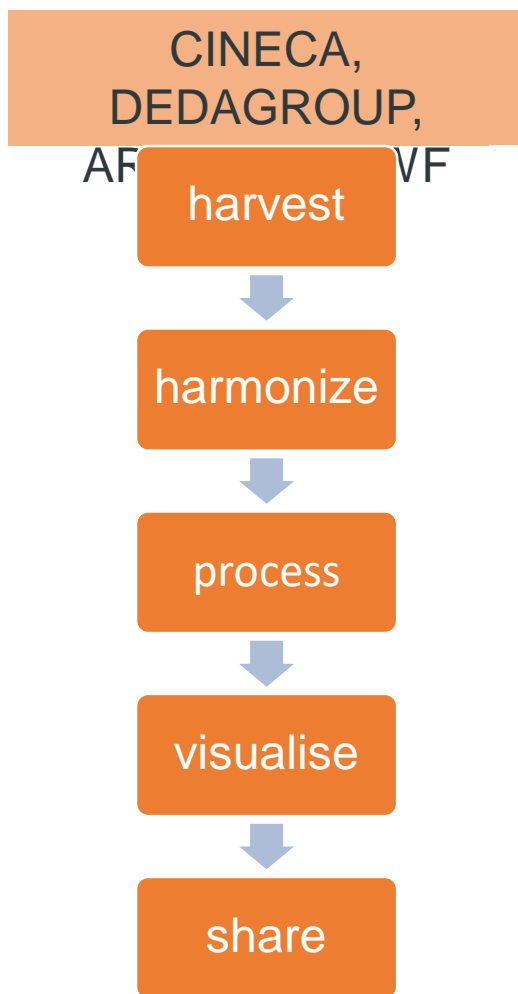 CINECA,
DEDAGROUP,
harvest
harmonize
process
visualise
share